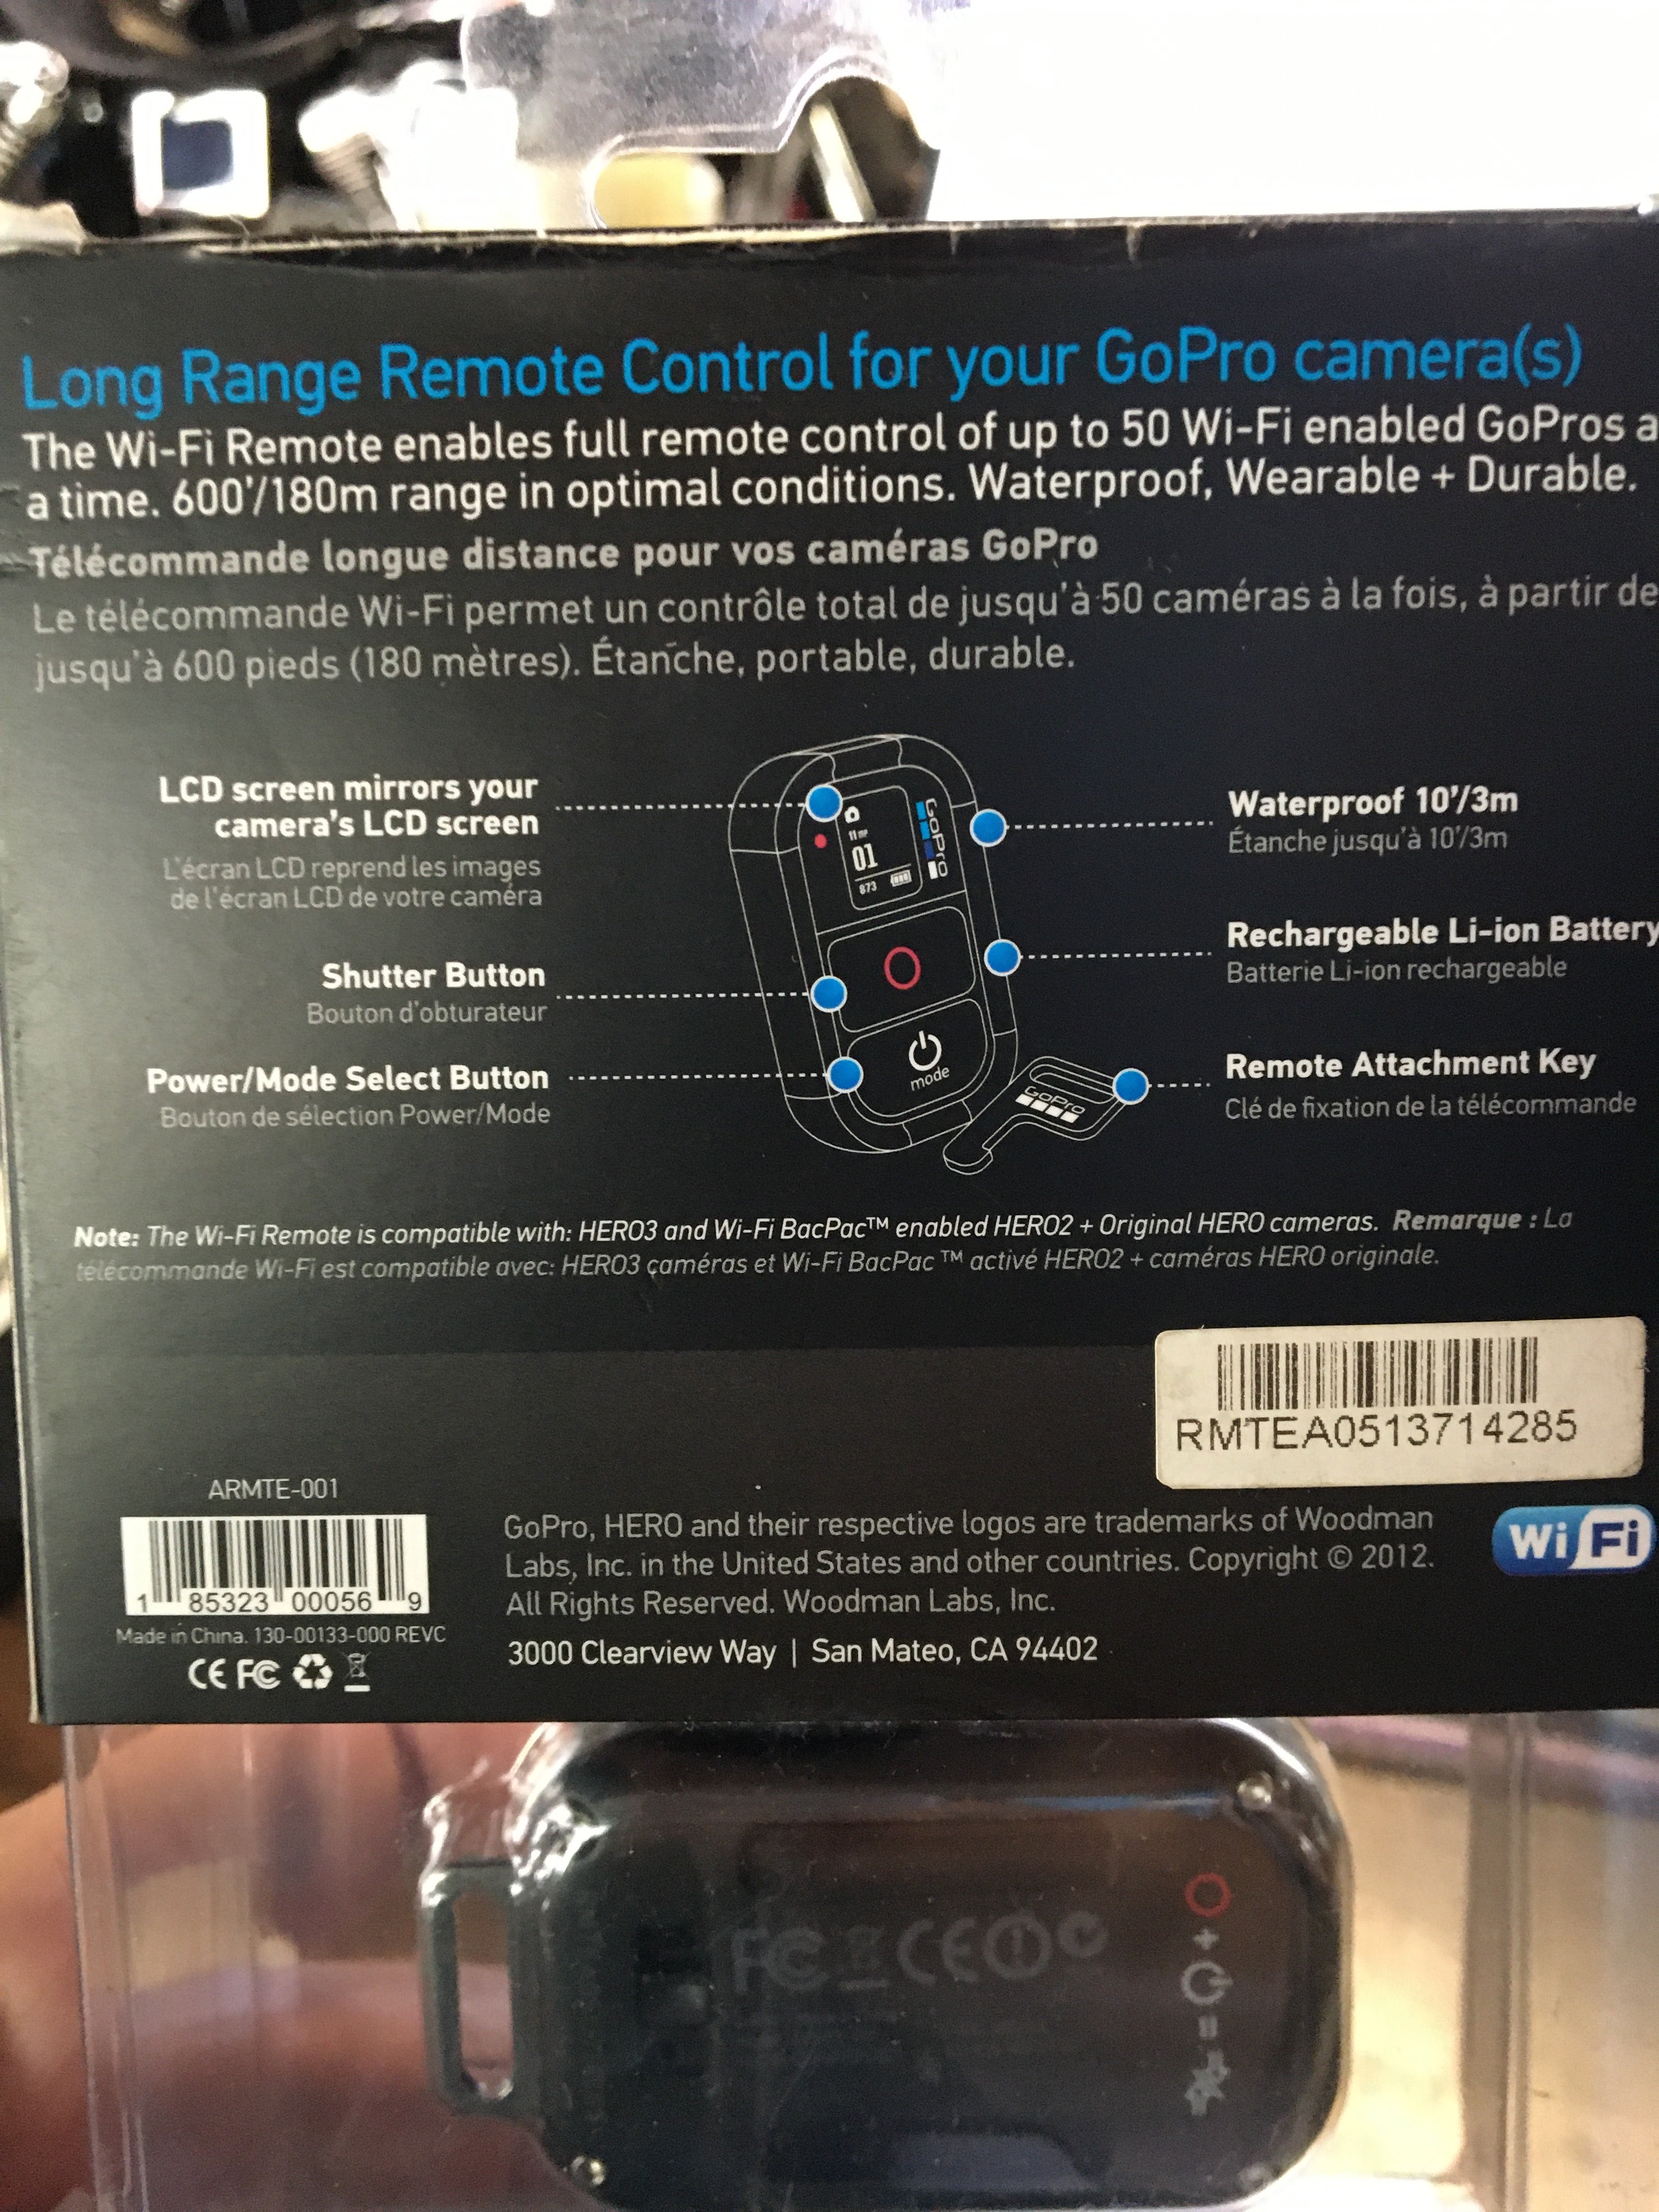 Long Range Remote Control for your GoPro camera(s)
The Wi-Fi Remote enables full remote control of up to 50 Wi-Fi enabled GoPros a
a time. 600'/180m range in optimal conditions. Waterproof, Wearable + Durable.
Télécommande longue distance pour vos caméras GoPro
Le télécommande Wi-Fi permet un contrôle total de jusqu'à 50 caméras à la fois, à partir de
jusqu'à 600 pieds (180 mètres). Étanche, portable, durable.
LCD screen mirrors your
camera's LCD screen
L'écran LCD reprend les images
de l'écran LCD de votre caméra
Shutter Button
Bouton d'obturateur
Power/Mode Select Button
Bouton de sélection Power/Mode
11 MP
01
873
GoPro
mode
GoPro
Waterproof 10'/3m
Étanche jusqu'à 10'/3m
Rechargeable Li-ion Battery
Batterie Li-ion rechargeable
Remote Attachment Key
Clé de fixation de la télécommande
Note: The Wi-Fi Remote is compatible with: HERO3 and Wi-Fi BacPac™ enabled HERO2 + Original HERO cameras. Remarque : La
télécommande Wi-Fi est compatible avec: HERO3 caméras et Wi-Fi BacPac ™ activé HERO2 + caméras HERO originale.
RMTEA0513714285
ARMTE-001
1 85323 00056 9
Made in China. 130-00133-000 REVC
CE FC
GoPro, HERO and their respective logos are trademarks of Woodman
Labs, Inc. in the United States and other countries. Copyright © 2012.
All Rights Reserved. Woodman Labs, Inc.
3000 Clearview Way | San Mateo, CA 94402
Wi Fi
FC CE
+
=